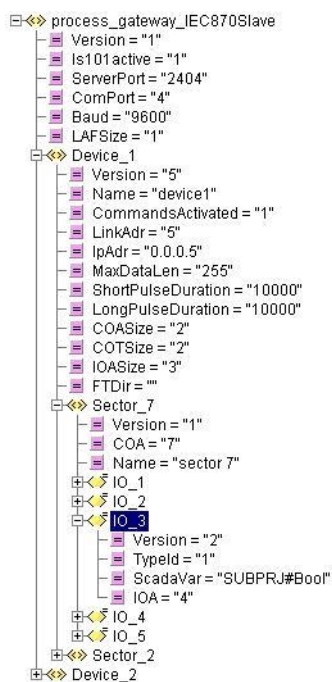 process_gateway_IEC870Slave
Version = "1"
Is101active = "1"
ServerPort = "2404"
ComPort = "4"
Baud = "9600"
LAFSize = "1"
Device_1
Version = "5"
Name = "device1"
CommandsActivated = "1"
LinkAdr = "5"
IpAdr = "0.0.0.5"
MaxDataLen = "255"
ShortPulseDuration = "10000"
LongPulseDuration = "10000"
COASize = "2"
COTSize = "2"
IOASize = "3"
FTDir = ""
Sector_7
Version = "1"
COA = "7"
Name = "sector 7"
IO_1
IO_2
IO_3
Version = "2"
TypeId = "1"
ScadaVar = "SUBPRJ#Bool"
IOA = "4"
IO_4
IO_5
Sector_2
Device_2